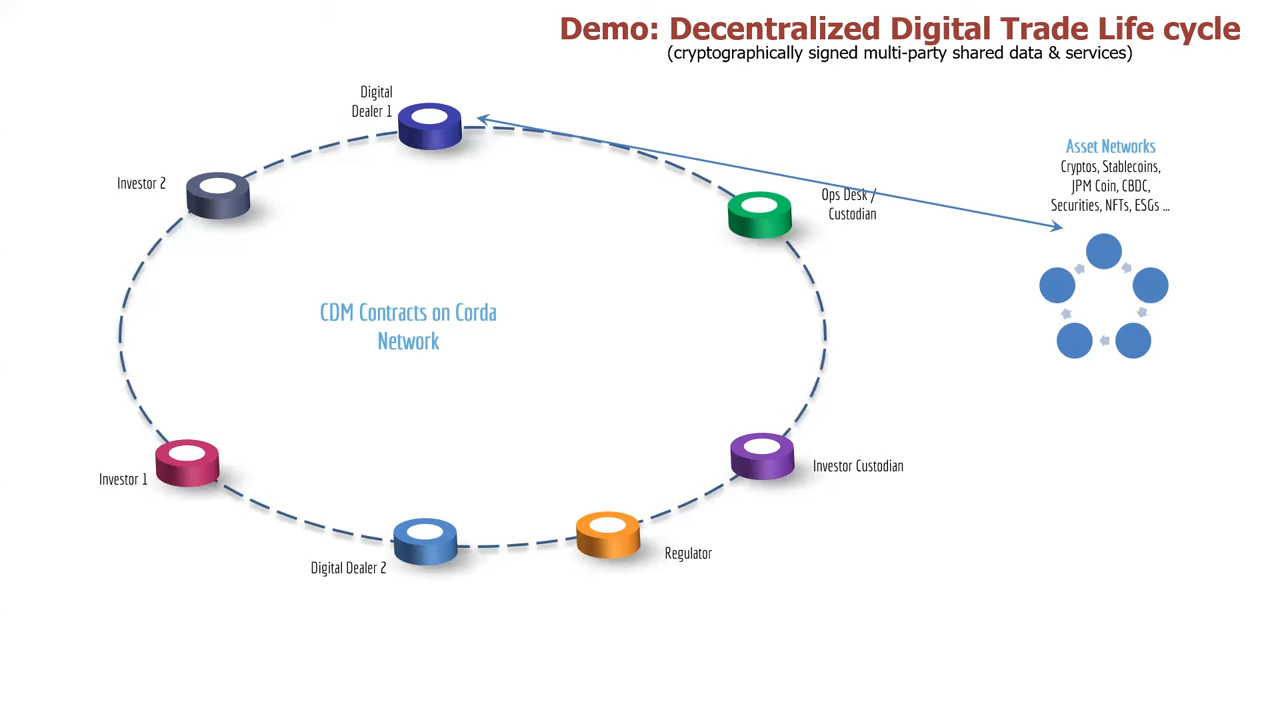 Demo: Decentralized Digital Trade Life cycle
(cryptographically signed multi-party shared data & services)
Digital
Dealer 1
Investor 2
Ops Desk /
Custodian
Asset Networks
Cryptos, Stablecoins,
JPM Coin, CBDC,
Securities, NFTs, ESGs ...
CDM Contracts on Corda
Network
Investor 1
Investor Custodian
Digital Dealer 2
Regulator